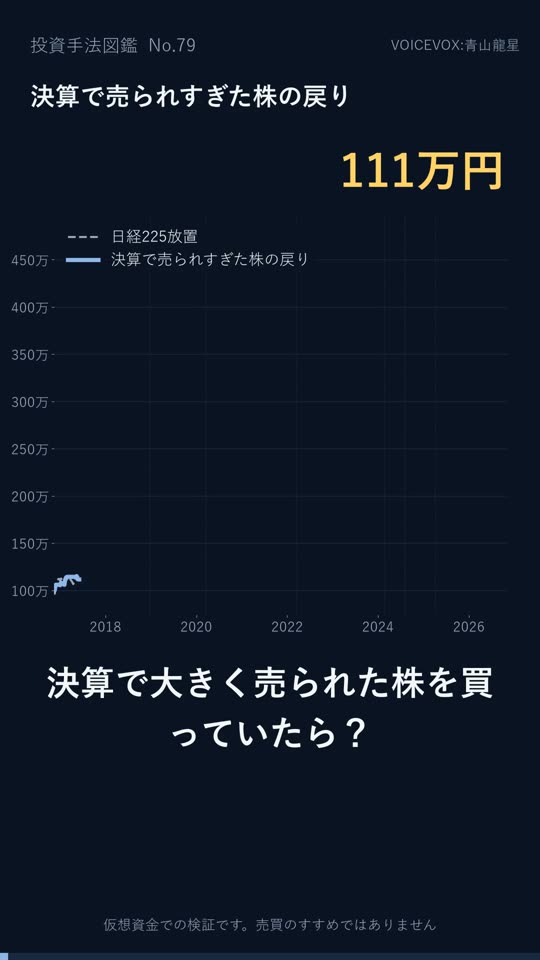 投資手法図鑑 No.79
VOICEVOX:青山龍星
決算で売られすぎた株の戻り
111万円
日経225放置
決算で売られすぎた株の戻り
450万
400万
350万
300万
250万
200万
150万
100万
2018 2020 2022 2024 2026
決算で大きく売られた株を買
っていたら？
仮想資金での検証です。売買のすすめではありません